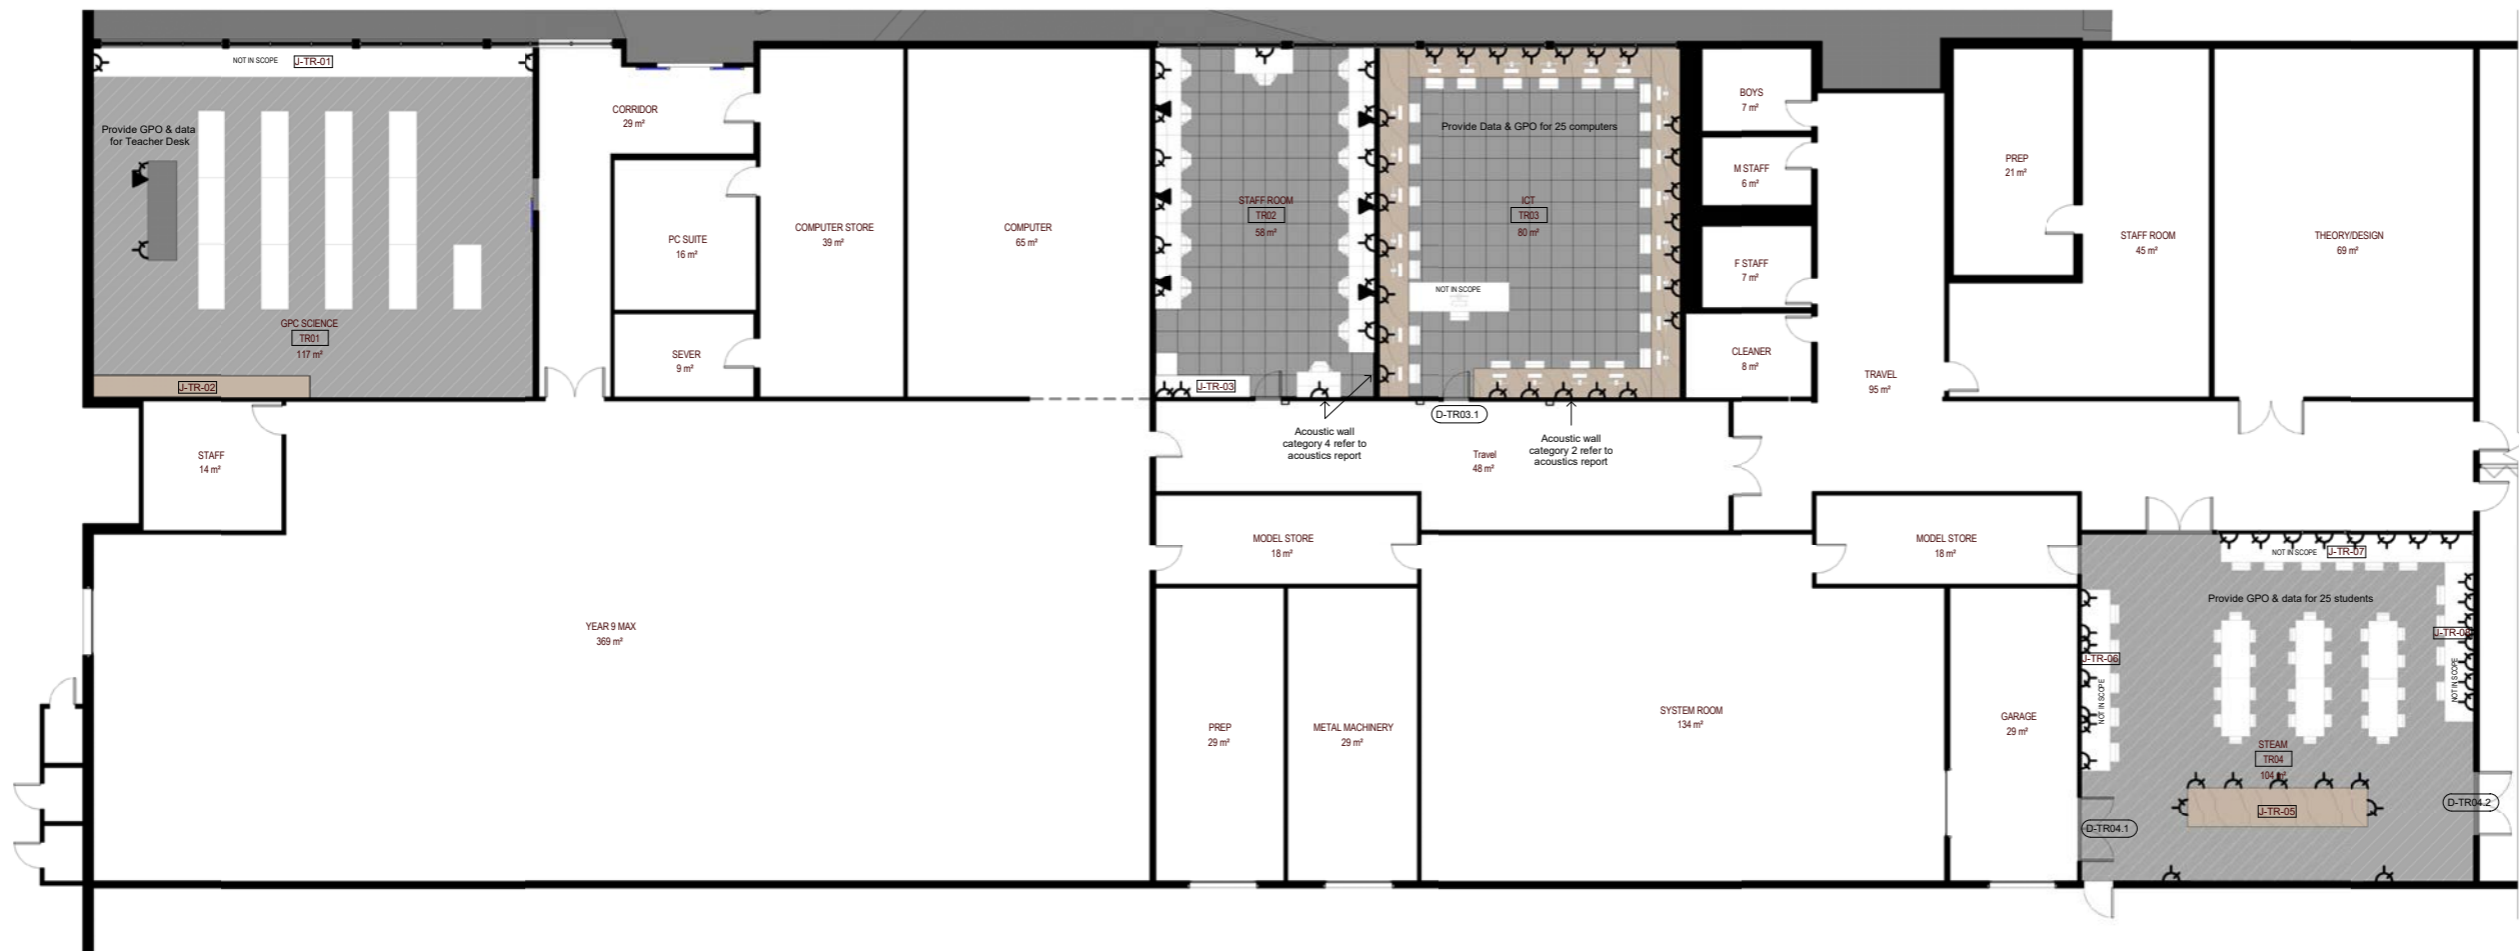 NOT IN SCOPE
J-TR-01
Provide GPO & data
for Teacher Desk
GPC SCIENCE
TR01
117 m²
J-TR-02
CORRIDOR
29 m²
PC SUITE
16 m²
SEVER
9 m²
COMPUTER STORE
39 m²
COMPUTER
65 m²
STAFF ROOM
TR02
58 m²
J-TR-03
Provide Data & GPO for 25 computers
ICT
TR03
80 m²
NOT IN SCOPE
BOYS
7 m²
M STAFF
6 m²
F STAFF
7 m²
CLEANER
8 m²
TRAVEL
95 m²
PREP
21 m²
STAFF ROOM
45 m²
THEORY/DESIGN
69 m²
D-TR03.1
Acoustic wall
category 4 refer to
acoustics report
Travel
48 m²
Acoustic wall
category 2 refer to
acoustics report
STAFF
14 m²
YEAR 9 MAX
369 m²
MODEL STORE
18 m²
MODEL STORE
18 m²
PREP
29 m²
METAL MACHINERY
29 m²
SYSTEM ROOM
134 m²
GARAGE
29 m²
NOT IN SCOPE
J-TR-07
Provide GPO & data for 25 students
J-TR-08
NOT IN SCOPE
J-TR-06
NOT IN SCOPE
STEAM
TR04
104 m²
J-TR-05
D-TR04.1
D-TR04.2